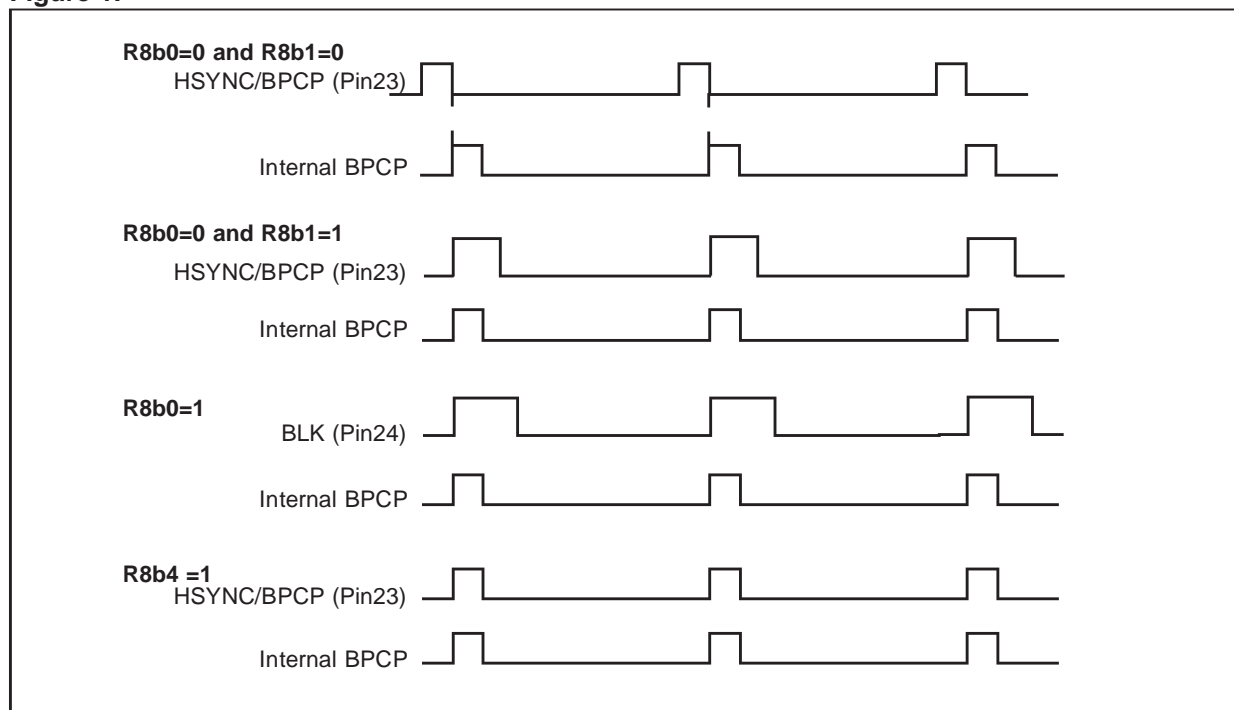 R8b0=0 and R8b1=0
HSYNC/BPCP (Pin23)
Internal BPCP
R8b0=0 and R8b1=1
HSYNC/BPCP (Pin23)
Internal BPCP
R8b0=1
BLK (Pin24)
Internal BPCP
R8b4 =1
HSYNC/BPCP (Pin23)
Internal BPCP